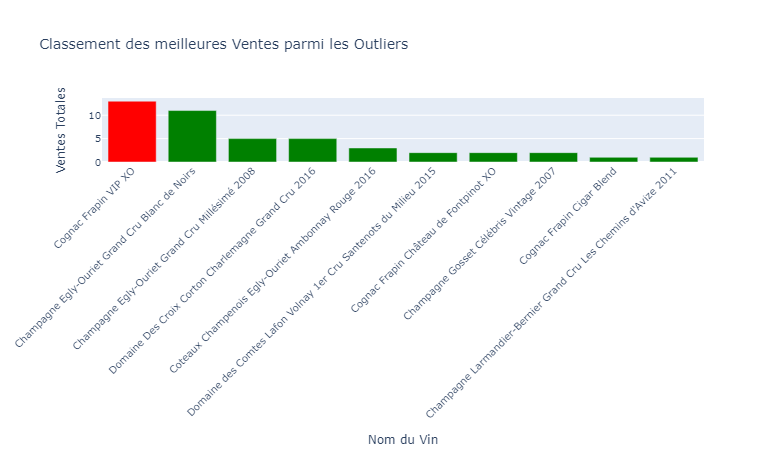 Classement des meilleures Ventes parmi les Outliers
Ventes Totales
10
5
0
Cognac Frapin VIP XO
Champagne Egly-Ouriet Grand Cru Blanc de Noirs
Champagne Egly-Ouriet Grand Cru Millésimé 2008
Domaine Des Croix Corton Charlemagne Grand Cru 2016
Coteaux Champenois Egly-Ouriet Ambonnay Rouge 2016
Domaine des Comtes Lafon Volnay 1er Cru Santenots du Milieu 2015
Cognac Frapin Château de Fontpinot XO
Champagne Gosset Célébris Vintage 2007
Cognac Frapin Cigar Blend
Champagne Larmandier-Bernier Grand Cru Les Chemins d'Avize 2011
Nom du Vin